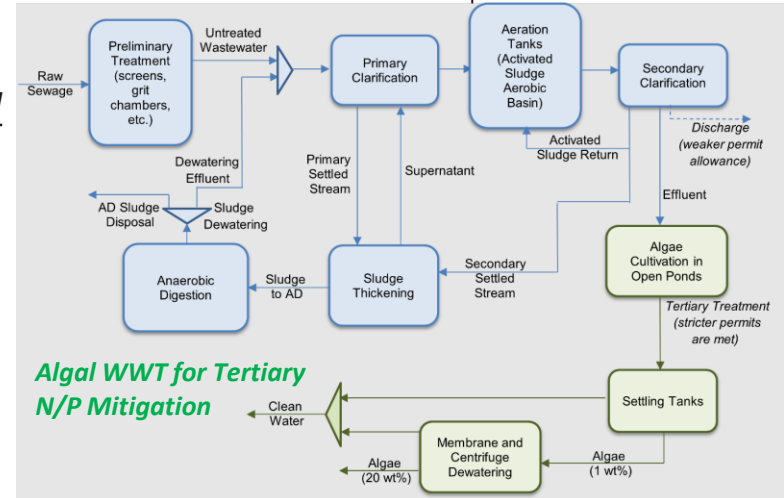 Raw
Sewage
Preliminary
Treatment
(screens,
grit
chambers,
etc.)
Untreated
Wastewater
Primary
Clarification
Aeration
Tanks
(Activated
Sludge
Aerobic
Basin)
Secondary
Clarification
Discharge
(weaker permit
allowance)
Activated
Sludge Return
Dewatering
Effluent
Primary
Settled
Stream
Supernatant
Effluent
AD Sludge
Disposal
Sludge
Dewatering
Anaerobic
Digestion
Sludge
to AD
Sludge
Thickening
Secondary
Settled
Stream
Algae
Cultivation in
Open Ponds
Tertiary Treatment
(stricter permits
are met)
Algal WWT for Tertiary
N/P Mitigation
Settling Tanks
Clean
Water
Membrane and
Centrifuge
Dewatering
Algae
(1 wt%)
Algae
(20 wt%)